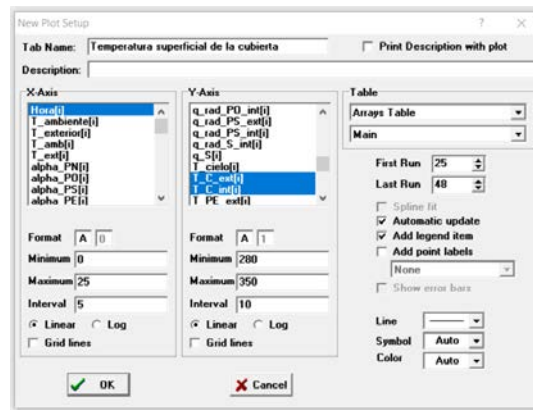 New Plot Setup
Tab Name: Temperatura superficial de la cubierta
Print Description with plot
Description:
X-Axis
Hora[i]
T_ambiente[i]
T_exterior[i]
T_amb[i]
T_ext[i]
alpha_PN[i]
alpha_PO[i]
alpha_PS[i]
alpha_PE[i]
Format A 0
Minimum 0
Maximum 25
Interval 5
Linear Log
Grid lines
Y-Axis
q_rad_PO_int[i]
q_rad_PS_ext[i]
q_rad_PS_int[i]
q_rad_S_int[i]
q_S[i]
T_cielo[i]
T_C_ext[i]
T_C_int[i]
T_PE_ext[i]
Format A 1
Minimum 280
Maximum 350
Interval 10
Linear Log
Grid lines
Table
Arrays Table
Main
First Run 25
Last Run 48
Spline fit
Automatic update
Add legend item
Add point labels
None
Show error bars
Line
Symbol Auto
Color Auto
OK
Cancel